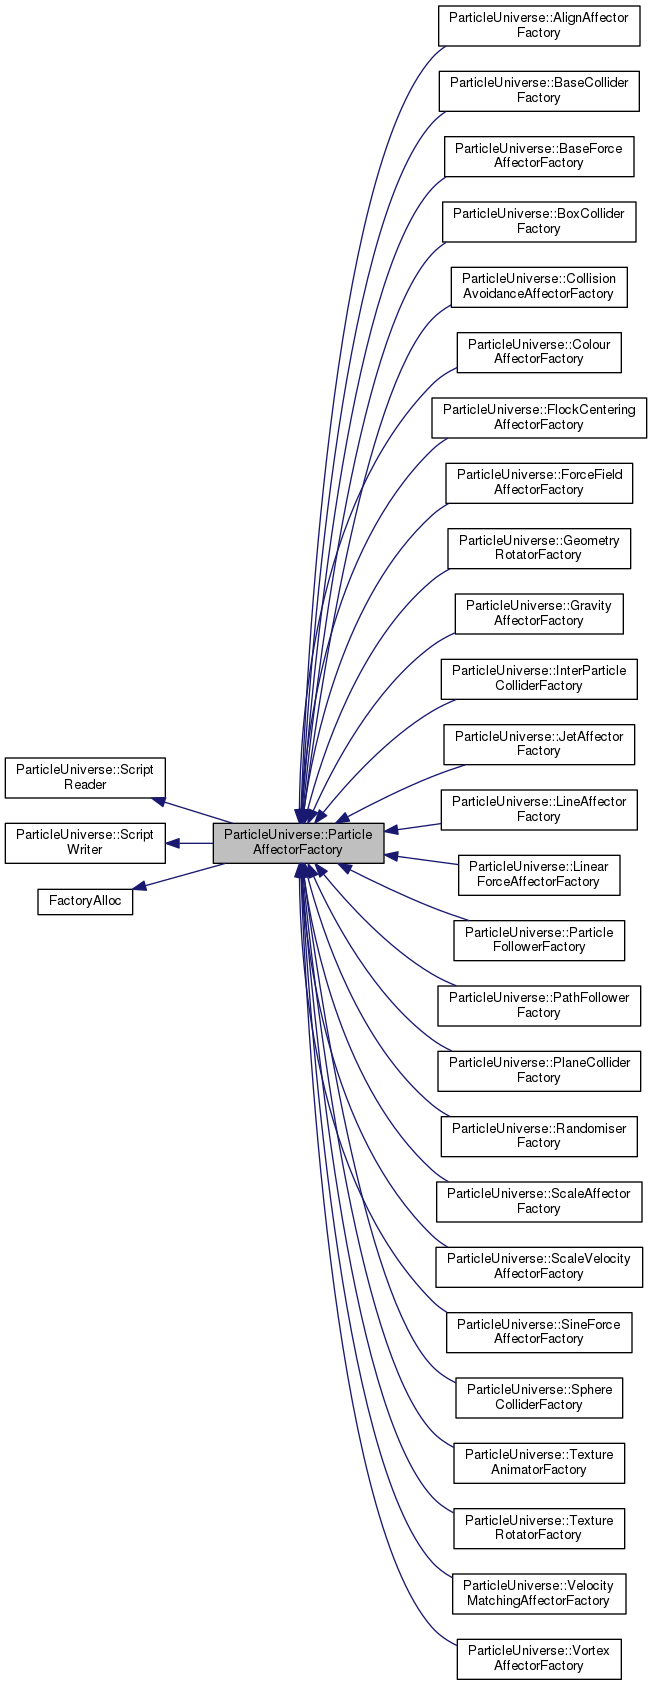 ParticleUniverse::Script
Reader
ParticleUniverse::Script
Writer
FactoryAlloc
ParticleUniverse::Particle
AffectorFactory
ParticleUniverse::AlignAffector
Factory
ParticleUniverse::BaseCollider
Factory
ParticleUniverse::BaseForce
AffectorFactory
ParticleUniverse::BoxCollider
Factory
ParticleUniverse::Collision
AvoidanceAffectorFactory
ParticleUniverse::Colour
AffectorFactory
ParticleUniverse::FlockCentering
AffectorFactory
ParticleUniverse::ForceField
AffectorFactory
ParticleUniverse::Geometry
RotatorFactory
ParticleUniverse::Gravity
AffectorFactory
ParticleUniverse::InterParticle
ColliderFactory
ParticleUniverse::JetAffector
Factory
ParticleUniverse::LineAffector
Factory
ParticleUniverse::Linear
ForceAffectorFactory
ParticleUniverse::Particle
FollowerFactory
ParticleUniverse::PathFollower
Factory
ParticleUniverse::PlaneCollider
Factory
ParticleUniverse::Randomiser
Factory
ParticleUniverse::ScaleAffector
Factory
ParticleUniverse::ScaleVelocity
AffectorFactory
ParticleUniverse::SineForce
AffectorFactory
ParticleUniverse::Sphere
ColliderFactory
ParticleUniverse::Texture
AnimatorFactory
ParticleUniverse::Texture
RotatorFactory
ParticleUniverse::Velocity
MatchingAffectorFactory
ParticleUniverse::Vortex
AffectorFactory